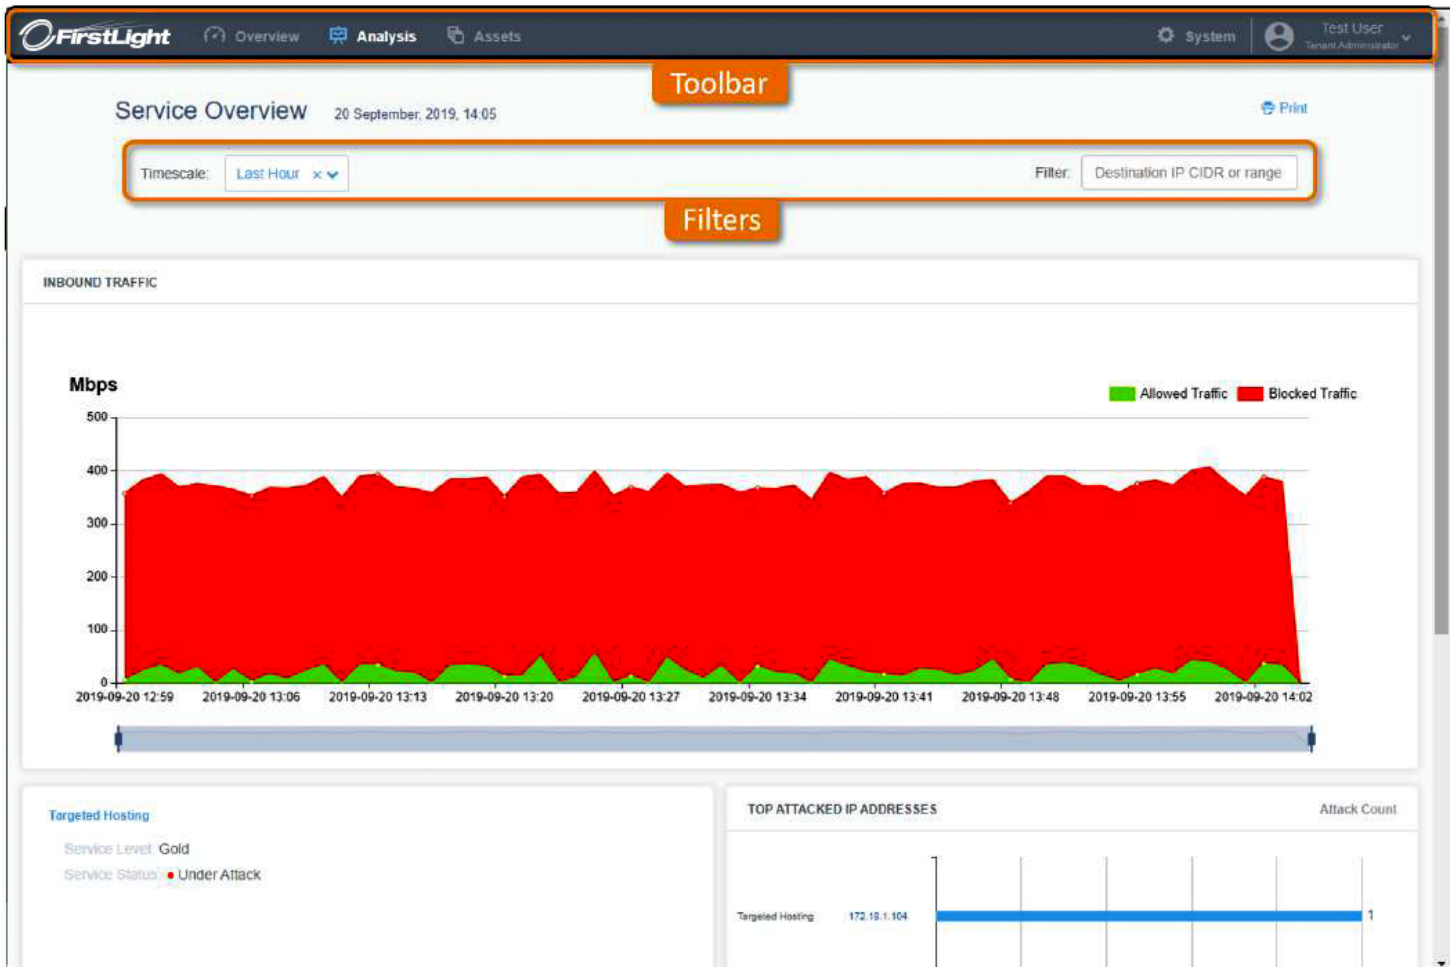 FirstLight Overview Analysis Assets System Test User
Tenant Administrator
Toolbar
Service Overview 20 September, 2019, 14:05 Print
Timescale: Last Hour × Filter: Destination IP CIDR or range
Filters
INBOUND TRAFFIC
Mbps
Allowed Traffic Blocked Traffic
500
400
300
200
100
0
2019-09-20 12:59 2019-09-20 13:06 2019-09-20 13:13 2019-09-20 13:20 2019-09-20 13:27 2019-09-20 13:34 2019-09-20 13:41 2019-09-20 13:48 2019-09-20 13:55 2019-09-20 14:02
Targeted Hosting
Service Level: Gold
Service Status: Under Attack
TOP ATTACKED IP ADDRESSES Attack Count
Targeted Hosting 172.18.1.104 1